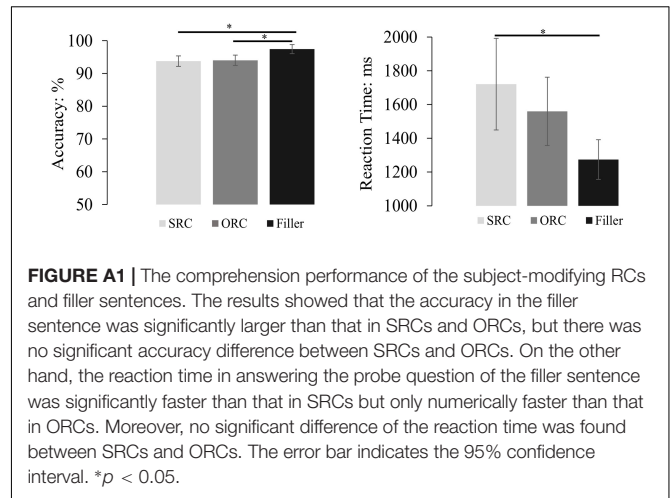 *
*
100
90
80
70
60
50
Accuracy: %
SRC ORC Filler
*
2000
1800
1600
1400
1200
1000
Reaction Time: ms
SRC ORC Filler
FIGURE A1 | The comprehension performance of the subject-modifying RCs
and filler sentences. The results showed that the accuracy in the filler
sentence was significantly larger than that in SRCs and ORCs, but there was
no significant accuracy difference between SRCs and ORCs. On the other
hand, the reaction time in answering the probe question of the filler sentence
was significantly faster than that in SRCs but only numerically faster than that
in ORCs. Moreover, no significant difference of the reaction time was found
between SRCs and ORCs. The error bar indicates the 95% confidence
interval. *p < 0.05.